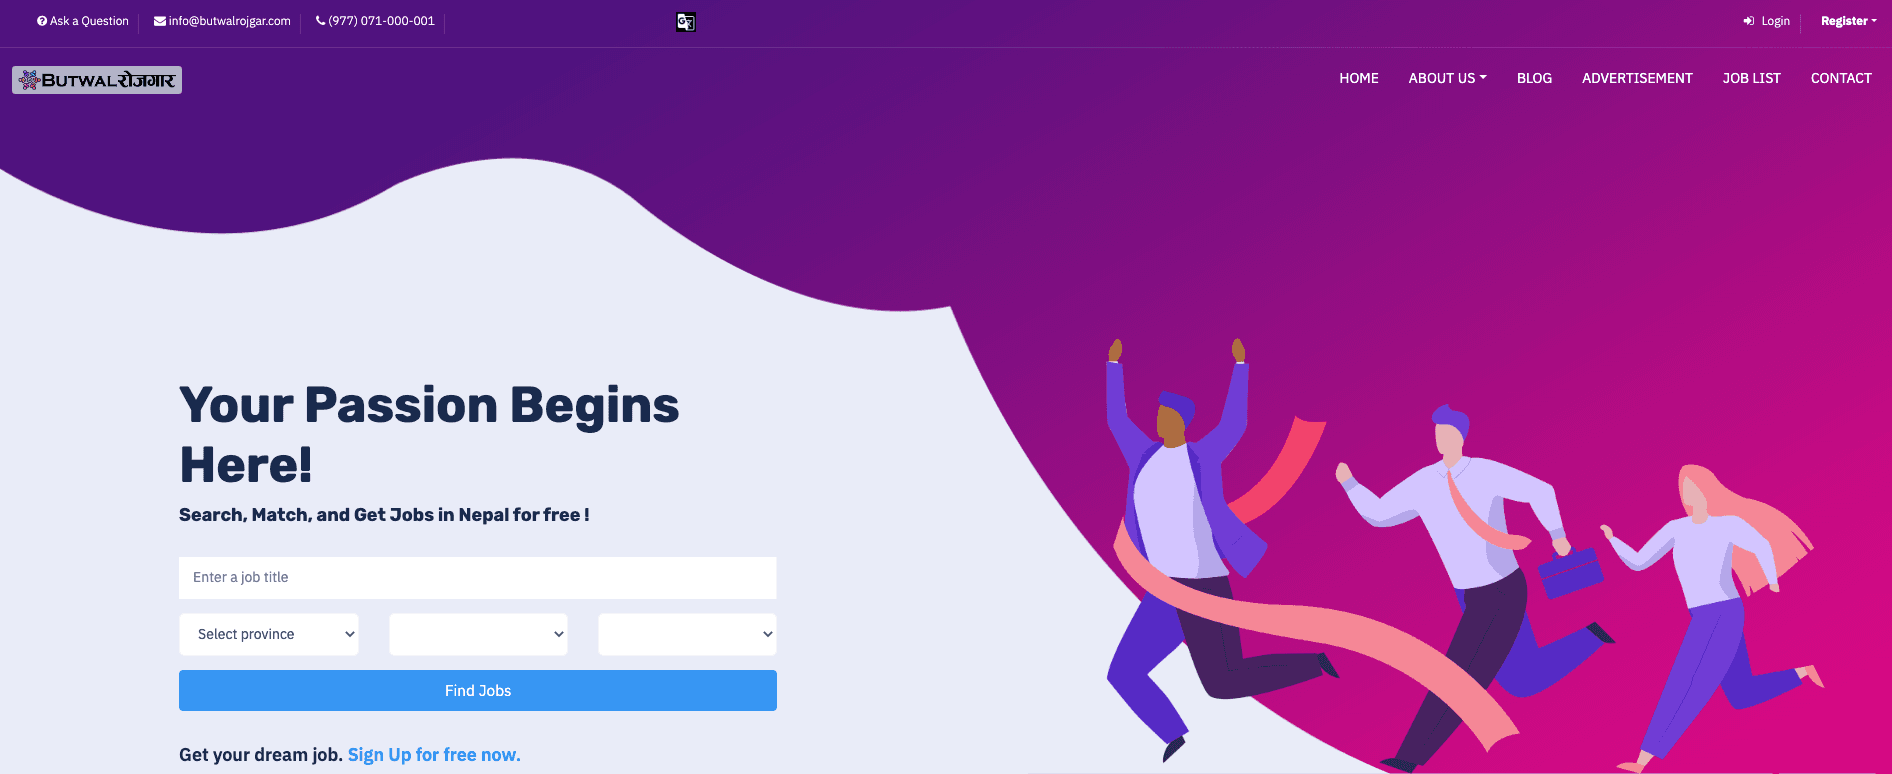 Ask a Question info@butwalrojgar.com (977) 071-000-001 Login Register
BUTWALरोजगार HOME ABOUT US BLOG ADVERTISEMENT JOB LIST CONTACT
Your Passion Begins
Here!
Search, Match, and Get Jobs in Nepal for free !
Enter a job title
Select province
Find Jobs
Get your dream job. Sign Up for free now.